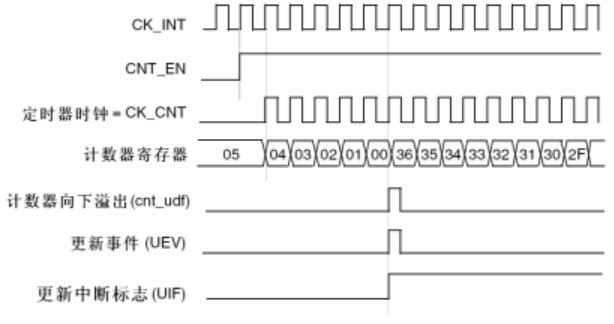 CK_INT
CNT_EN
定时器时钟=CK_CNT
计数器寄存器 05 04 03 02 01 00 36 35 34 33 32 31 30 2F
计数器向下溢出(cnt_udf)
更新事件 (UEV)
更新中断标志(UIF)